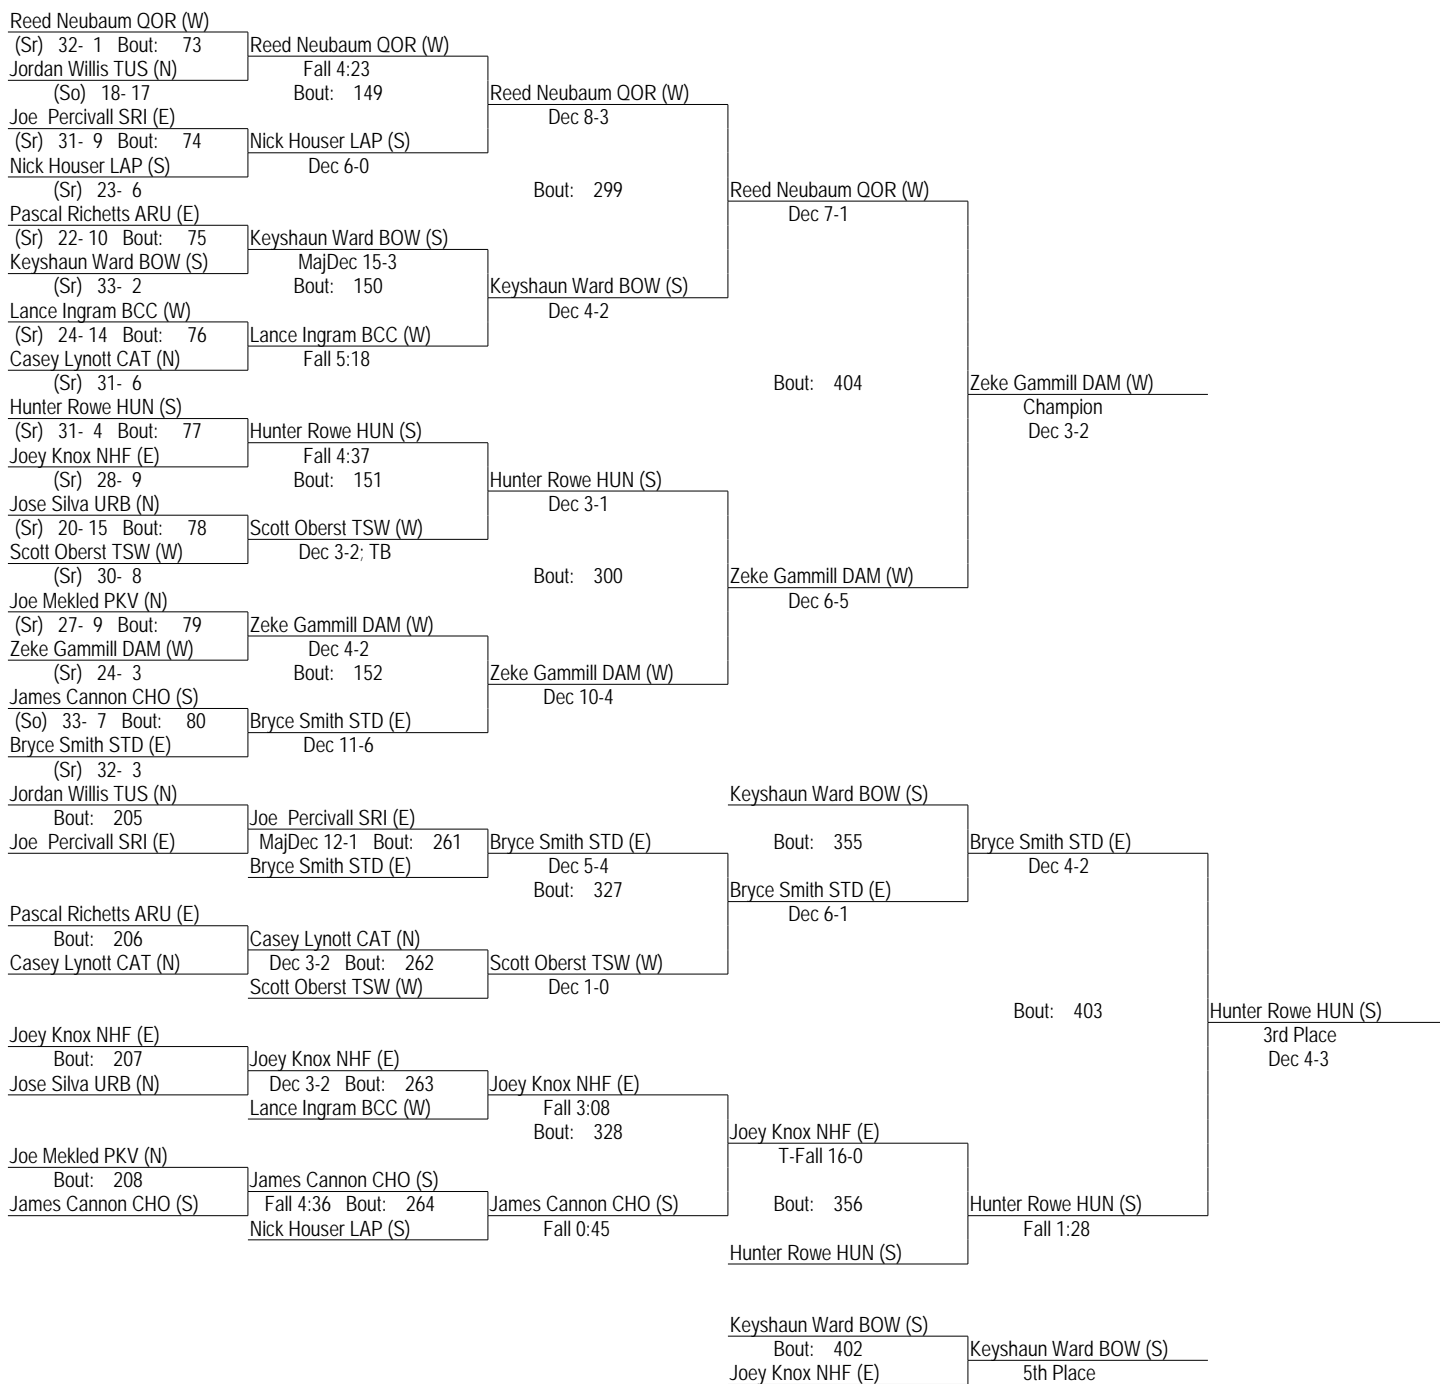 Reed Neubaum QOR (W)
(Sr) 32- 1 Bout: 73
Jordan Willis TUS (N)
(So) 18- 17
Joe Percivall SRI (E)
(Sr) 31- 9 Bout: 74
Nick Houser LAP (S)
(Sr) 23- 6
Pascal Richetts ARU (E)
(Sr) 22- 10 Bout: 75
Keyshaun Ward BOW (S)
(Sr) 33- 2
Lance Ingram BCC (W)
(Sr) 24- 14 Bout: 76
Casey Lynott CAT (N)
(Sr) 31- 6
Hunter Rowe HUN (S)
(Sr) 31- 4 Bout: 77
Joey Knox NHF (E)
(Sr) 28- 9
Jose Silva URB (N)
(Sr) 20- 15 Bout: 78
Scott Oberst TSW (W)
(Sr) 30- 8
Joe Mekled PKV (N)
(Sr) 27- 9 Bout: 79
Zeke Gammill DAM (W)
(Sr) 24- 3
James Cannon CHO (S)
(So) 33- 7 Bout: 80
Bryce Smith STD (E)
(Sr) 32- 3
Reed Neubaum QOR (W)
Fall 4:23
Bout: 149
Nick Houser LAP (S)
Dec 6-0
Keyshaun Ward BOW (S)
MajDec 15-3
Bout: 150
Lance Ingram BCC (W)
Fall 5:18
Hunter Rowe HUN (S)
Fall 4:37
Bout: 151
Scott Oberst TSW (W)
Dec 3-2; TB
Zeke Gammill DAM (W)
Dec 4-2
Bout: 152
Bryce Smith STD (E)
Dec 11-6
Reed Neubaum QOR (W)
Dec 8-3
Bout: 299
Keyshaun Ward BOW (S)
Dec 4-2
Hunter Rowe HUN (S)
Dec 3-1
Bout: 300
Zeke Gammill DAM (W)
Dec 10-4
Reed Neubaum QOR (W)
Dec 7-1
Bout: 404
Zeke Gammill DAM (W)
Dec 6-5
Zeke Gammill DAM (W)
Champion
Dec 3-2
Jordan Willis TUS (N)
Bout: 205
Joe Percivall SRI (E)
Pascal Richetts ARU (E)
Bout: 206
Casey Lynott CAT (N)
Joey Knox NHF (E)
Bout: 207
Jose Silva URB (N)
Joe Mekled PKV (N)
Bout: 208
James Cannon CHO (S)
Joe Percivall SRI (E)
MajDec 12-1 Bout: 261
Bryce Smith STD (E)
Casey Lynott CAT (N)
Dec 3-2 Bout: 262
Scott Oberst TSW (W)
Joey Knox NHF (E)
Dec 3-2 Bout: 263
Lance Ingram BCC (W)
James Cannon CHO (S)
Fall 4:36 Bout: 264
Nick Houser LAP (S)
Bryce Smith STD (E)
Dec 5-4
Bout: 327
Scott Oberst TSW (W)
Dec 1-0
Joey Knox NHF (E)
Fall 3:08
Bout: 328
James Cannon CHO (S)
Fall 0:45
Keyshaun Ward BOW (S)
Bout: 355
Bryce Smith STD (E)
Dec 6-1
Joey Knox NHF (E)
T-Fall 16-0
Bout: 356
Hunter Rowe HUN (S)
Bryce Smith STD (E)
Dec 4-2
Bout: 403
Hunter Rowe HUN (S)
Fall 1:28
Hunter Rowe HUN (S)
3rd Place
Dec 4-3
Keyshaun Ward BOW (S)
Bout: 402
Joey Knox NHF (E)
Keyshaun Ward BOW (S)
5th Place